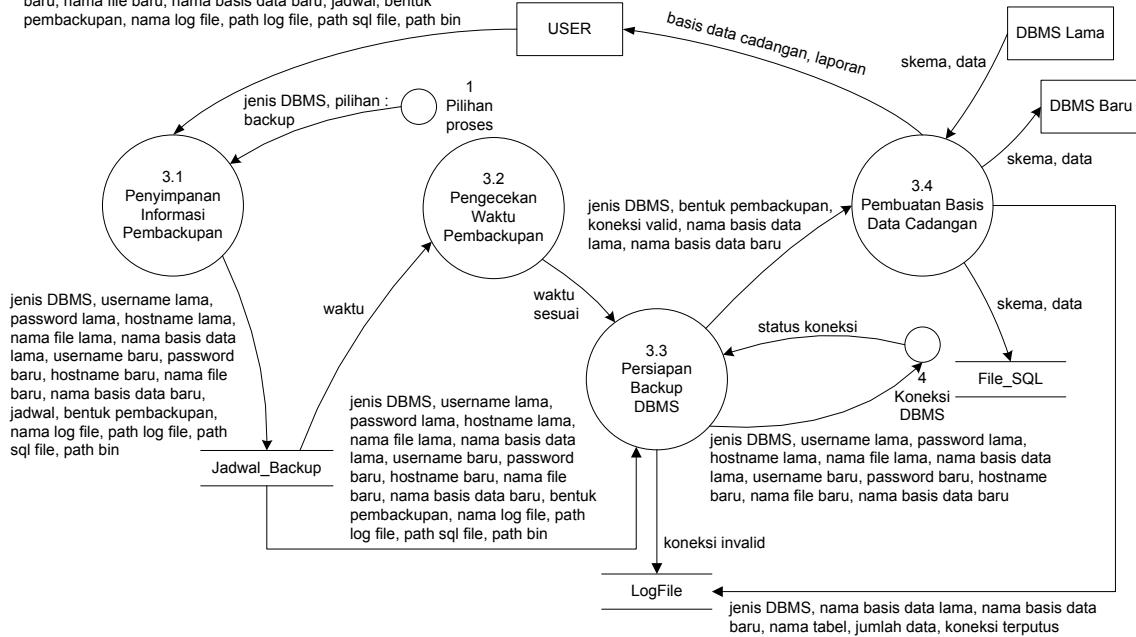 baru, nama file baru, nama basis data baru, jadwal, bentuk
pembackupan, nama log file, path log file, path sql file, path bin
USER
basis data cadangan, laporan
DBMS Lama
skema, data
DBMS Baru
skema, data
jenis DBMS, pilihan :
backup
1
Pilihan
proses
3.1
Penyimpanan
Informasi
Pembackupan
3.2
Pengecekan
Waktu
Pembackupan
3.4
Pembuatan Basis
Data Cadangan
jenis DBMS, bentuk pembackupan,
koneksi valid, nama basis data
lama, nama basis data baru
jenis DBMS, username lama,
password lama, hostname lama,
nama file lama, nama basis data
lama, username baru, password
baru, hostname baru, nama file
baru, nama basis data baru,
jadwal, bentuk pembackupan,
nama log file, path log file, path
sql file, path bin
waktu
waktu
sesuai
status koneksi
skema, data
3.3
Persiapan
Backup
DBMS
4
Koneksi
DBMS
File_SQL
Jadwal_Backup
jenis DBMS, username lama,
password lama, hostname lama,
nama file lama, nama basis data
lama, username baru, password
baru, hostname baru, nama file
baru, nama basis data baru, bentuk
pembackupan, nama log file, path
log file, path sql file, path bin
jenis DBMS, username lama, password lama,
hostname lama, nama file lama, nama basis data
lama, username baru, password baru, hostname
baru, nama file baru, nama basis data baru
koneksi invalid
LogFile
jenis DBMS, nama basis data lama, nama basis data
baru, nama tabel, jumlah data, koneksi terputus